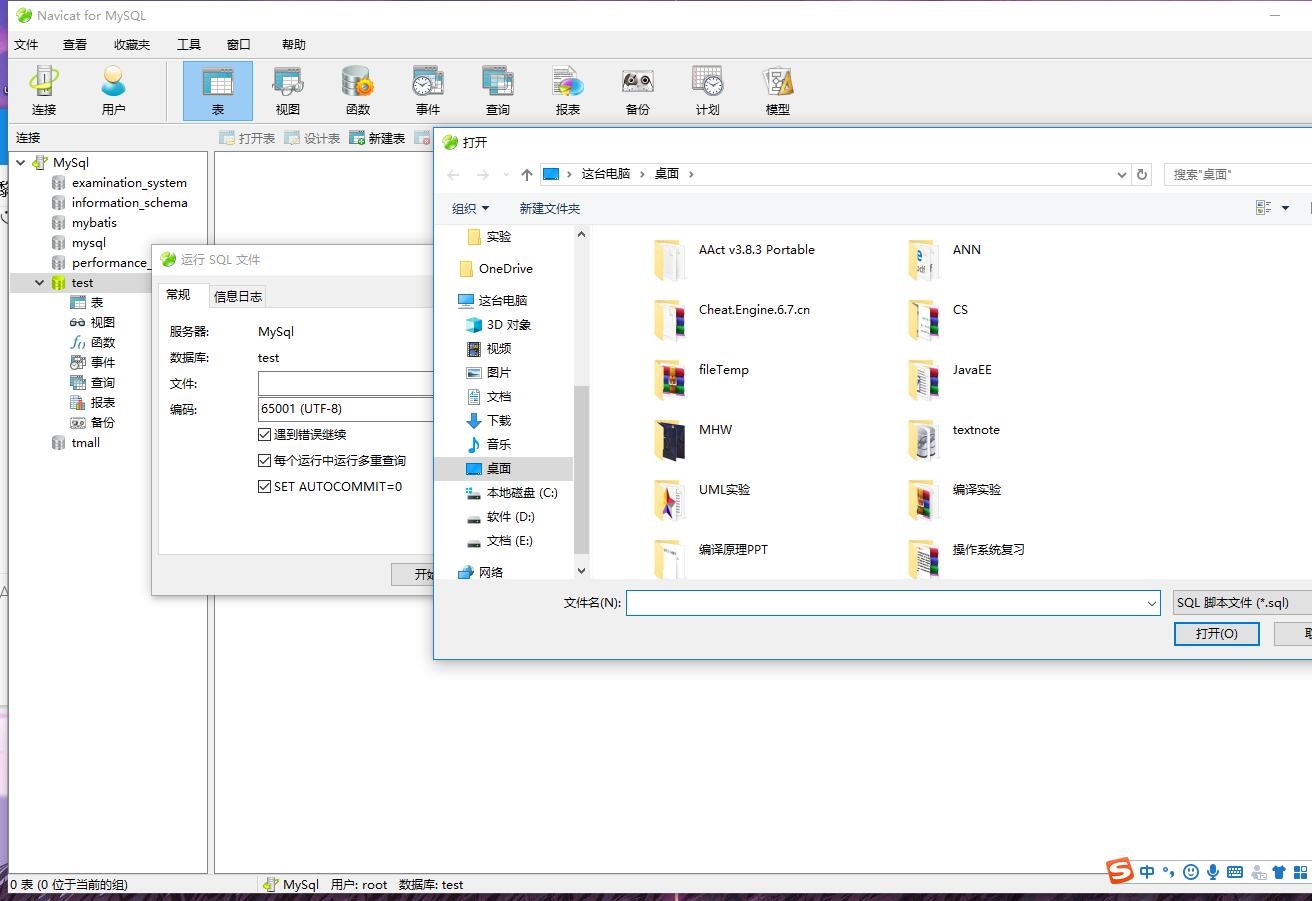 Navicat for MySQL
文件 查看 收藏夹 工具 窗口 帮助
连接 用户 表 视图 函数 事件 查询 报表 备份 计划 模型
连接
打开表 设计表 新建表
MySql
examination_system
information_schema
mybatis
mysql
performance_
test
表
视图
函数
事件
查询
报表
备份
tmall
运行 SQL 文件
常规 信息日志
服务器: MySql
数据库: test
文件:
编码: 65001 (UTF-8)
遇到错误继续
每个运行中运行多重查询
SET AUTOCOMMIT=0
开始
打开
这台电脑 桌面
搜索"桌面"
组织 新建文件夹
实验
OneDrive
这台电脑
3D 对象
视频
图片
文档
下载
音乐
桌面
本地磁盘 (C:)
软件 (D:)
文档 (E:)
网络
AAct v3.8.3 Portable ANN
Cheat.Engine.6.7.cn CS
fileTemp JavaEE
MHW textnote
UML实验 编译实验
编译原理PPT 操作系统复习
文件名(N): SQL 脚本文件 (*.sql)
打开(O)
0 表 (0 位于当前的组) MySql 用户: root 数据库: test
中